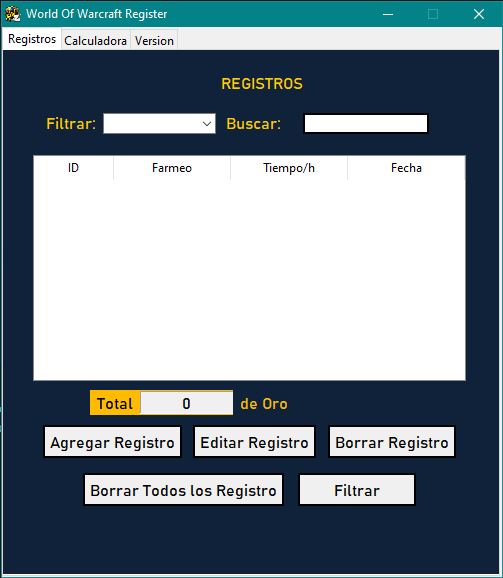 World Of Warcraft Register
Registros Calculadora Version
REGISTROS
Filtrar: Buscar:
ID Farmeo Tiempo/h Fecha
Total 0 de Oro
Agregar Registro Editar Registro Borrar Registro
Borrar Todos los Registro Filtrar